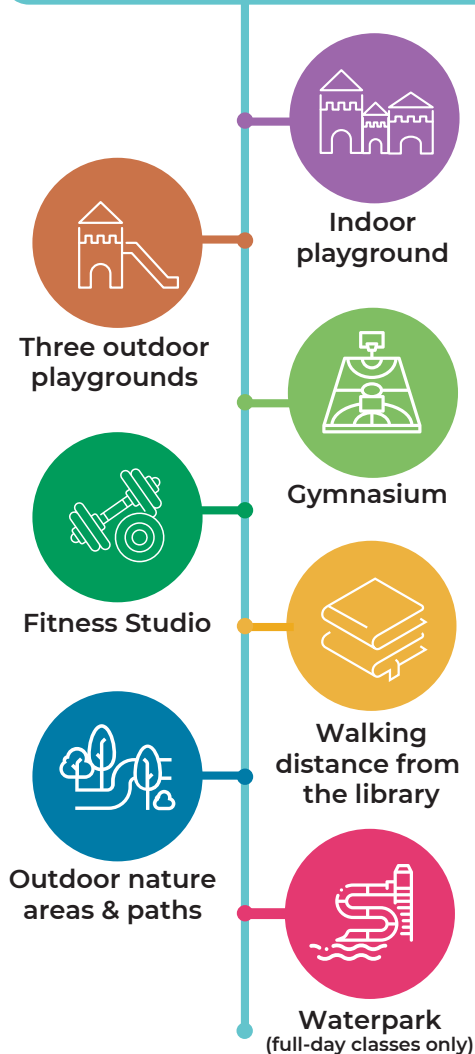 Indoor
playground
Three outdoor
playgrounds
Gymnasium
Fitness Studio
Walking
distance from
the library
Outdoor nature
areas & paths
Waterpark
(full-day classes only)